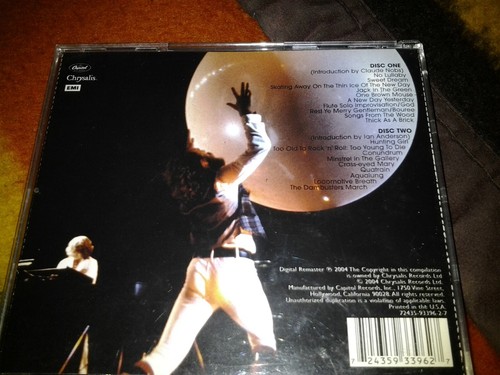 Capitol
Chrysalis.
EMI
DISC ONE
(Introduction by Claude Nobs)
No Lullaby
Sweet Dream
Skating Away On The Thin Ice Of The New Day
Jack In The Green
One Brown Mouse
A New Day Yesterday
Flute Solo Improvisation/God
Rest Ye Merry Gentlemen/Bouree
Songs From The Wood
Thick As A Brick
DISC TWO
(Introduction by Ian Anderson)
Hunting Girl
Too Old To Rock 'n' Roll: Too Young To Die
Conundrum
Minstrel In The Gallery
Cross-eyed Mary
Quatrain
Aqualung
Locomotive Breath
The Dambusters March
Digital Remaster ℗ 2004 The Copyright in this compilation
is owned by Chrysalis Records Ltd
© 2004 Chrysalis Records Ltd.
Manufactured by Capitol Records, Inc., 1750 Vine Street,
Hollywood, California 90028. All rights reserved.
Unauthorized duplication is a violation of applicable laws.
Printed in the U.S.A.
72435-93396-2-7
7 24359 33962 7